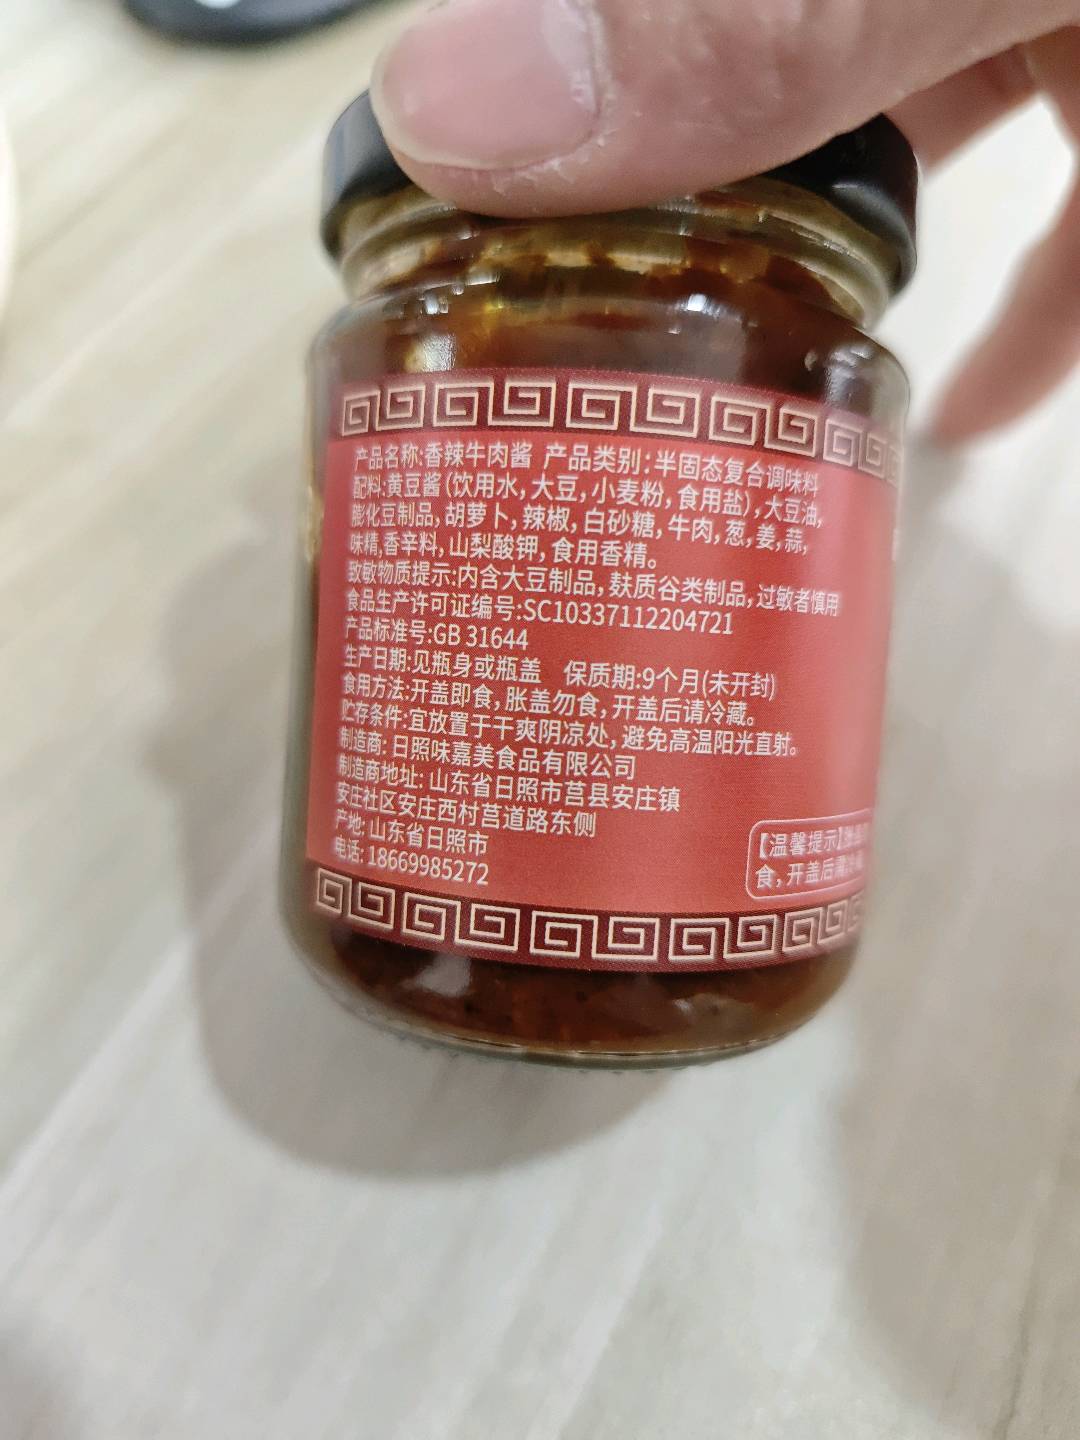 产品名称:香辣牛肉酱 产品类别:半固态复合调味料
配料:黄豆酱(饮用水,大豆,小麦粉,食用盐),大豆油,
膨化豆制品,胡萝卜,辣椒,白砂糖,牛肉,葱,姜,蒜,
味精,香辛料,山梨酸钾,食用香精。
致敏物质提示:内含大豆制品,麸质谷类制品,过敏者慎用
食品生产许可证编号:SC10337112204721
产品标准号:GB 31644
生产日期:见瓶身或瓶盖 保质期:9个月(未开封)
食用方法:开盖即食,胀盖勿食,开盖后请冷藏。
贮存条件:宜放置于干爽阴凉处,避免高温阳光直射。
制造商:日照味嘉美食品有限公司
制造商地址:山东省日照市莒县安庄镇
安庄社区安庄西村莒道路东侧
产地:山东省日照市
电话:18669985272
【温馨提示】
食,开盖后需